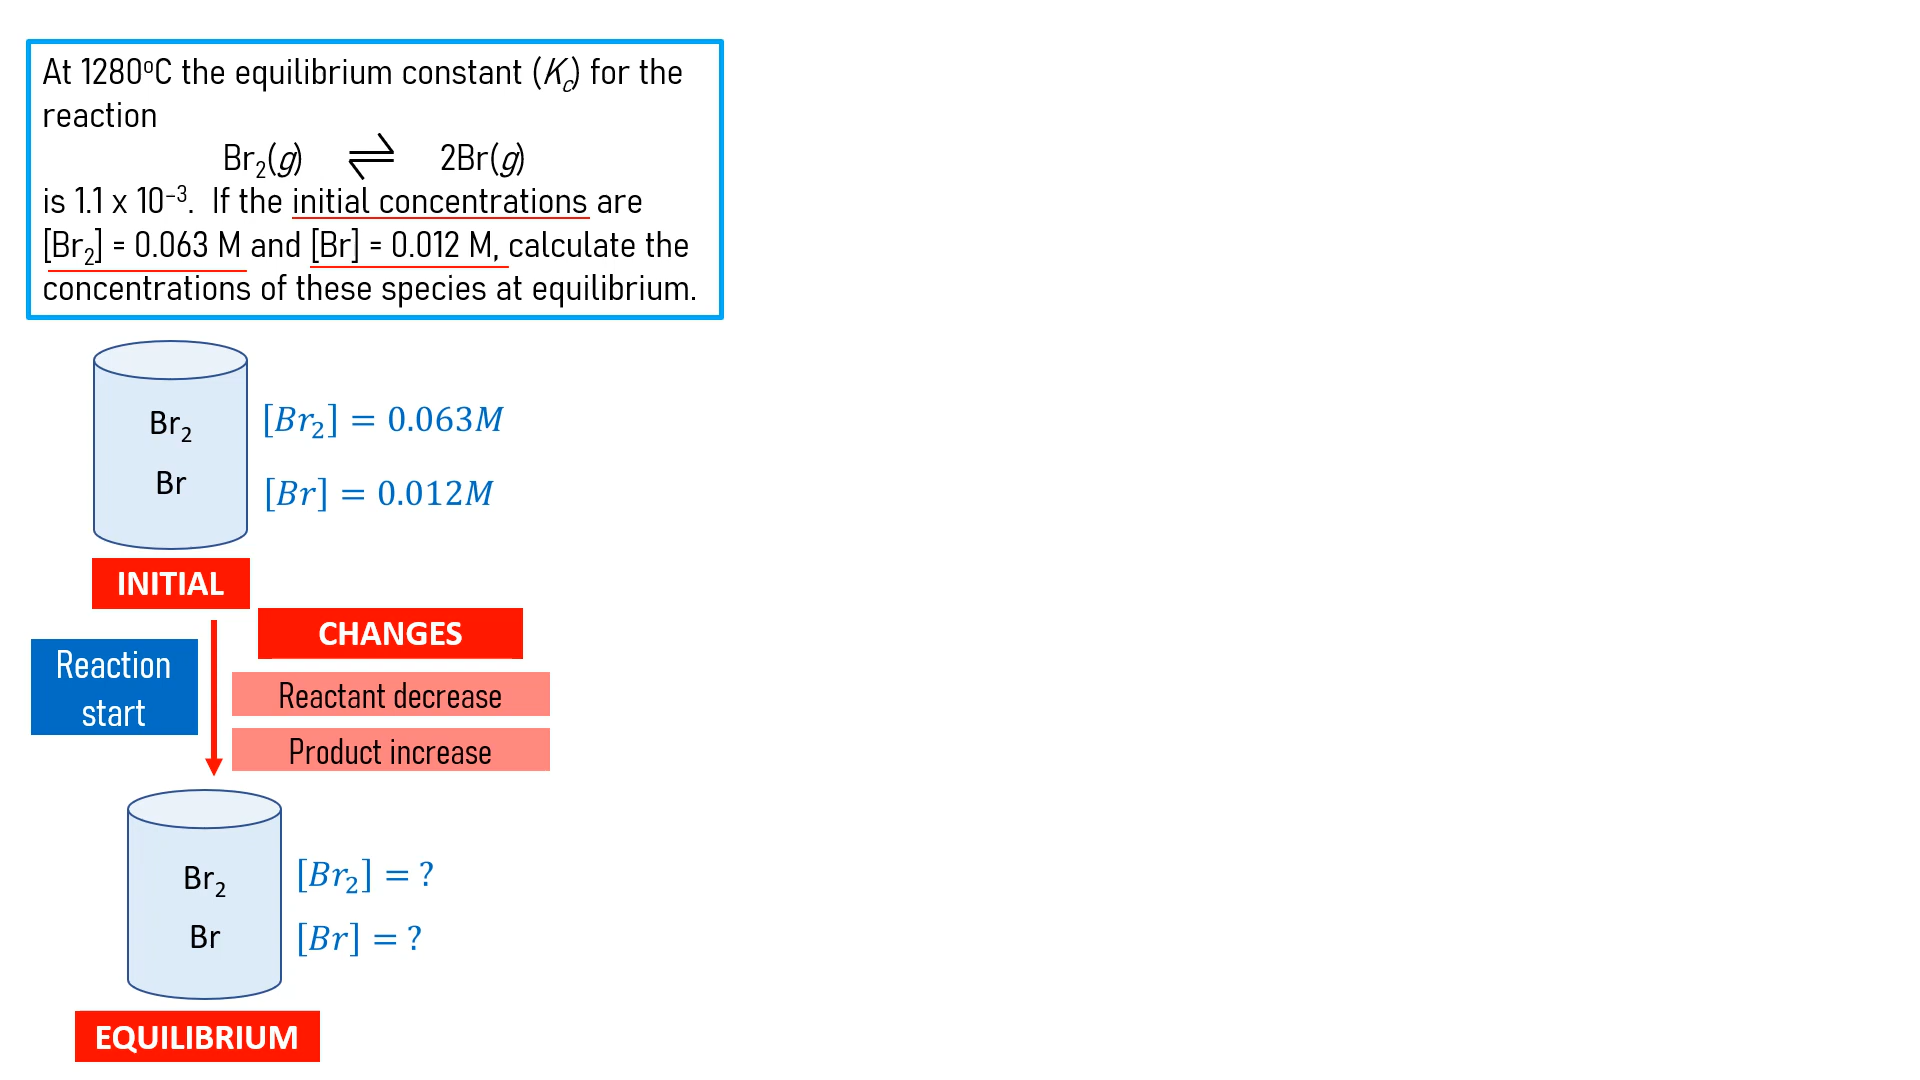 At 1280ᵒC the equilibrium constant (K꜀) for the
reaction
Br₂(g) ⇌ 2Br(g)
is 1.1 x 10⁻³. If the initial concentrations are
[Br₂] = 0.063 M and [Br] = 0.012 M, calculate the
concentrations of these species at equilibrium.
Br₂
[Br₂] = 0.063M
Br
[Br] = 0.012M
INITIAL
CHANGES
Reaction
start
Reactant decrease
Product increase
Br₂
[Br₂] = ?
Br
[Br] = ?
EQUILIBRIUM